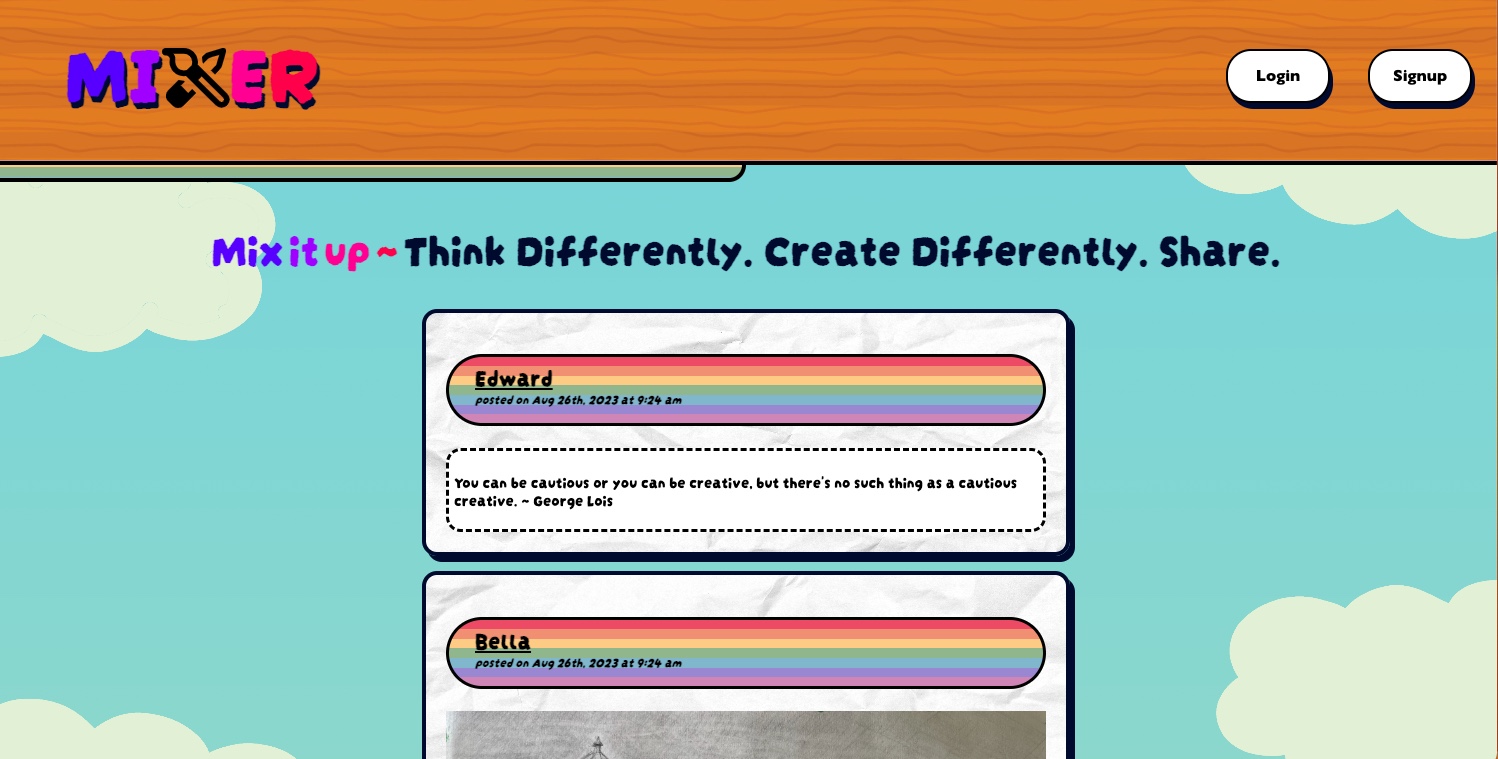 MIXER
Login
Signup
Mix it up ~ Think Differently. Create Differently. Share.
Edward
posted on Aug 26th, 2023 at 9:24 am
You can be cautious or you can be creative, but there's no such thing as a cautious
creative. ~ George Lois
Bella
posted on Aug 26th, 2023 at 9:24 am